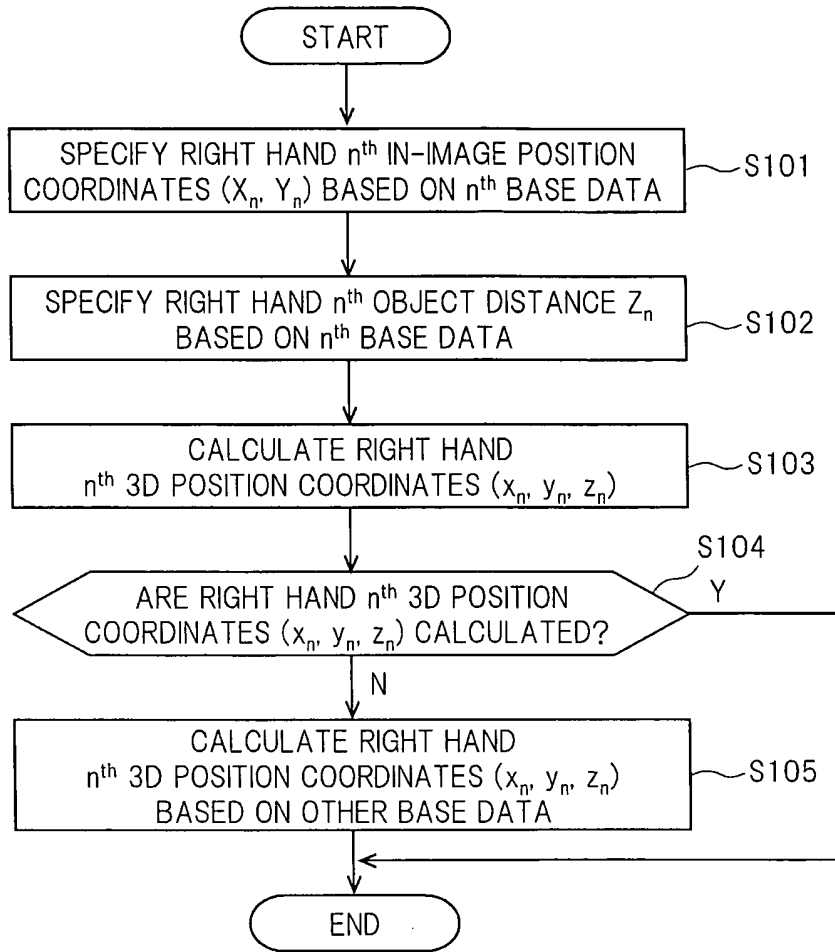 START
SPECIFY RIGHT HAND nth IN-IMAGE POSITION
COORDINATES (Xn, Yn) BASED ON nth BASE DATA
S101
SPECIFY RIGHT HAND nth OBJECT DISTANCE Zn
BASED ON nth BASE DATA
S102
CALCULATE RIGHT HAND
nth 3D POSITION COORDINATES (xn, yn, zn)
S103
S104
ARE RIGHT HAND nth 3D POSITION
COORDINATES (xn, yn, zn) CALCULATED?
Y
N
CALCULATE RIGHT HAND
nth 3D POSITION COORDINATES (xn, yn, zn)
BASED ON OTHER BASE DATA
S105
END